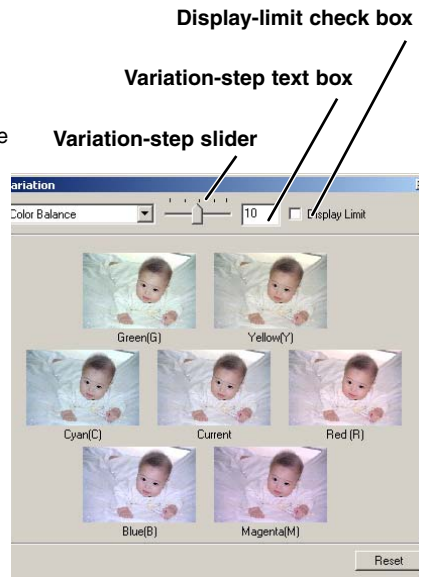 Display-limit check box
Variation-step text box
e
Variation-step slider
ariation
Color Balance 10 Display Limit
Green(G) Yellow(Y)
Cyan(C) Current Red (R)
Blue(B) Magenta(M)
Reset